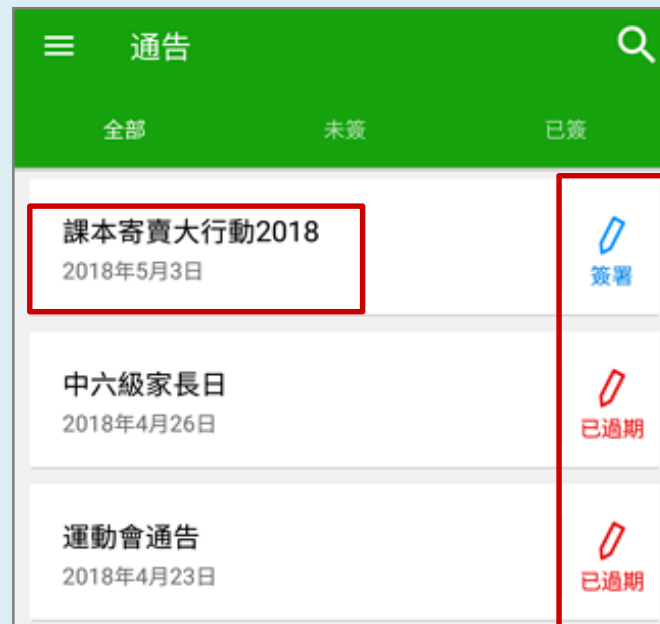 通告
全部 未簽 已簽
課本寄賣大行動2018
2018年5月3日
簽署
中六級家長日
2018年4月26日
已過期
運動會通告
2018年4月23日
已過期